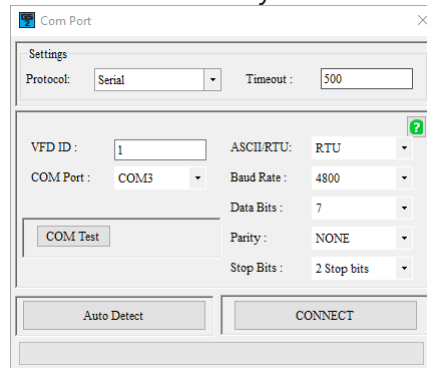 Com Port
Settings
Protocol: Serial Timeout : 500
VFD ID : 1 ASCII/RTU: RTU
COM Port : COM3 Baud Rate : 4800
Data Bits : 7
COM Test Parity : NONE
Stop Bits : 2 Stop bits
Auto Detect CONNECT